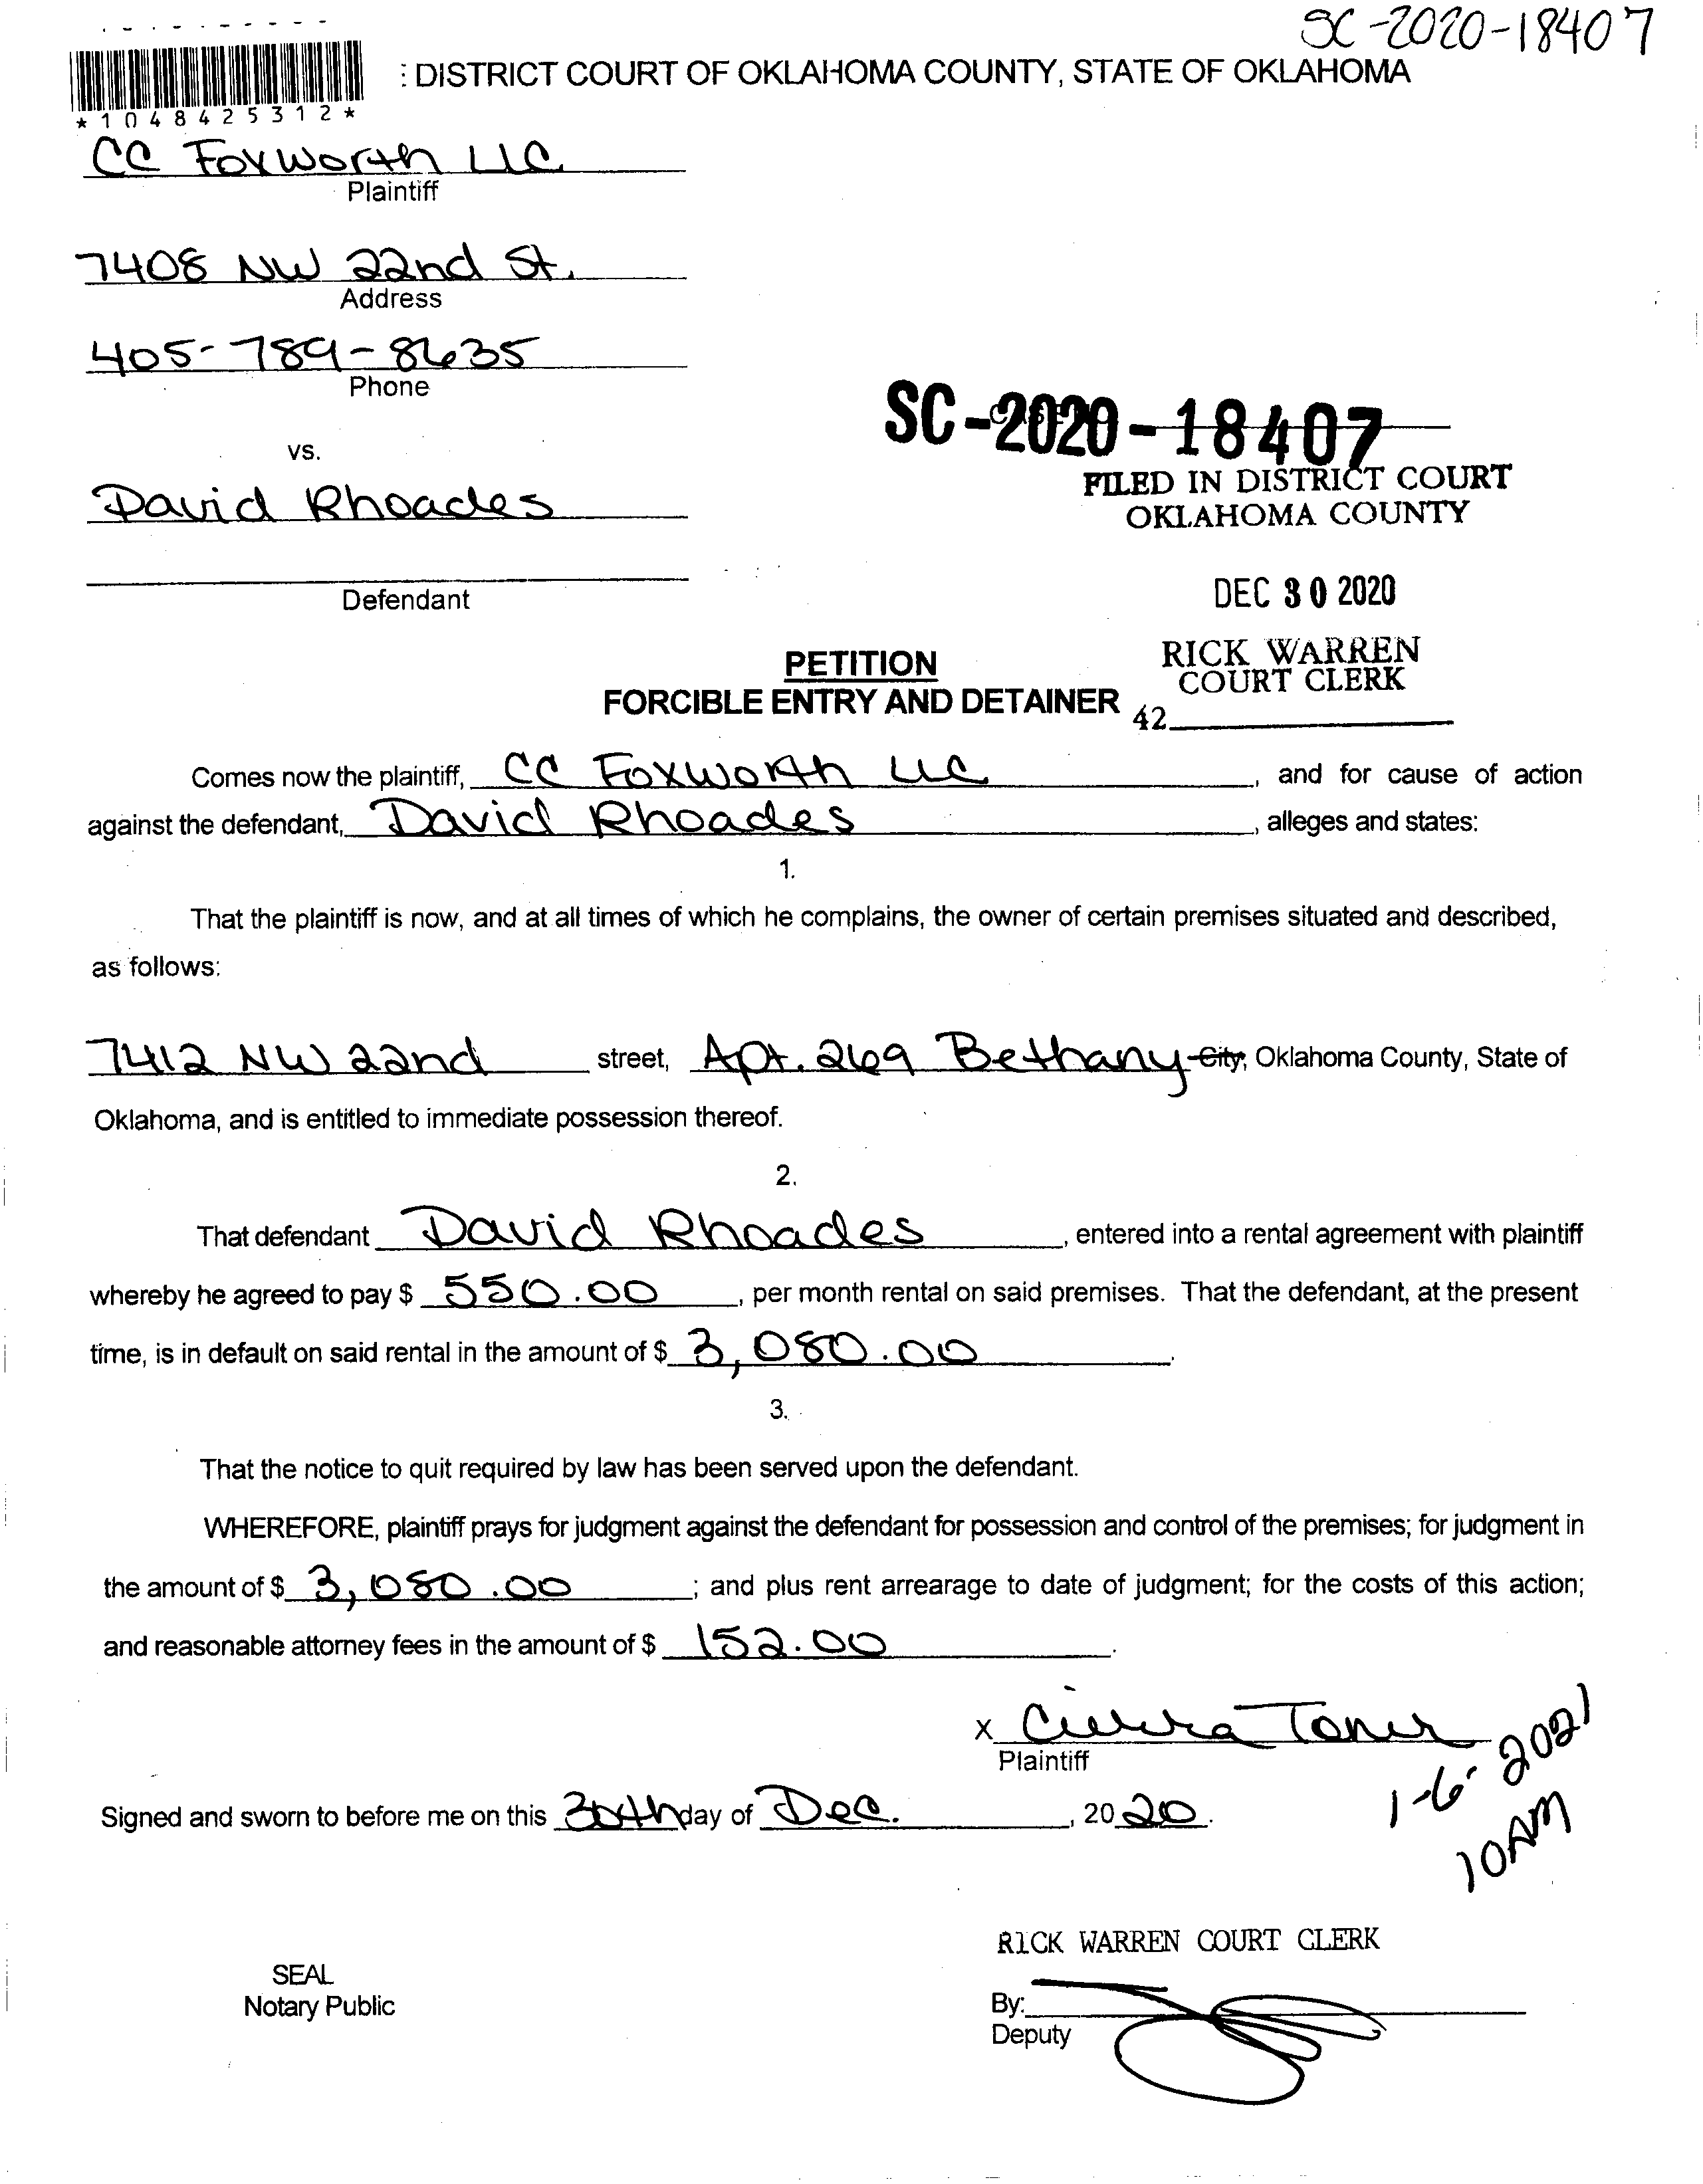 SC-2020-18407
: DISTRICT COURT OF OKLAHOMA COUNTY, STATE OF OKLAHOMA
*1048425312*
CC Foxworth LLC
Plaintiff
7408 NW 22nd St.
Address
405-789-8635
Phone
vs.
SC-2020-18407
FILED IN DISTRICT COURT
OKLAHOMA COUNTY
David Rhoades
Defendant
DEC 30 2020
RICK WARREN
COURT CLERK
42
PETITION
FORCIBLE ENTRY AND DETAINER
Comes now the plaintiff, CC Foxworth LLC, and for cause of action
against the defendant, David Rhoades, alleges and states:
1.
That the plaintiff is now, and at all times of which he complains, the owner of certain premises situated and described,
as follows:
7412 NW 22nd street, Apt. 269 Bethany City, Oklahoma County, State of
Oklahoma, and is entitled to immediate possession thereof.
2.
That defendant David Rhoades, entered into a rental agreement with plaintiff
whereby he agreed to pay $ 550.00, per month rental on said premises. That the defendant, at the present
time, is in default on said rental in the amount of $ 3,080.00.
3.
That the notice to quit required by law has been served upon the defendant.
WHEREFORE, plaintiff prays for judgment against the defendant for possession and control of the premises; for judgment in
the amount of $ 3,080.00; and plus rent arrearage to date of judgment; for the costs of this action;
and reasonable attorney fees in the amount of $ 152.00.
x Cierra Toner
Plaintiff
1-6-2021
10AM
Signed and sworn to before me on this 30th day of Dec., 2020.
RICK WARREN COURT CLERK
SEAL
Notary Public
By:
Deputy